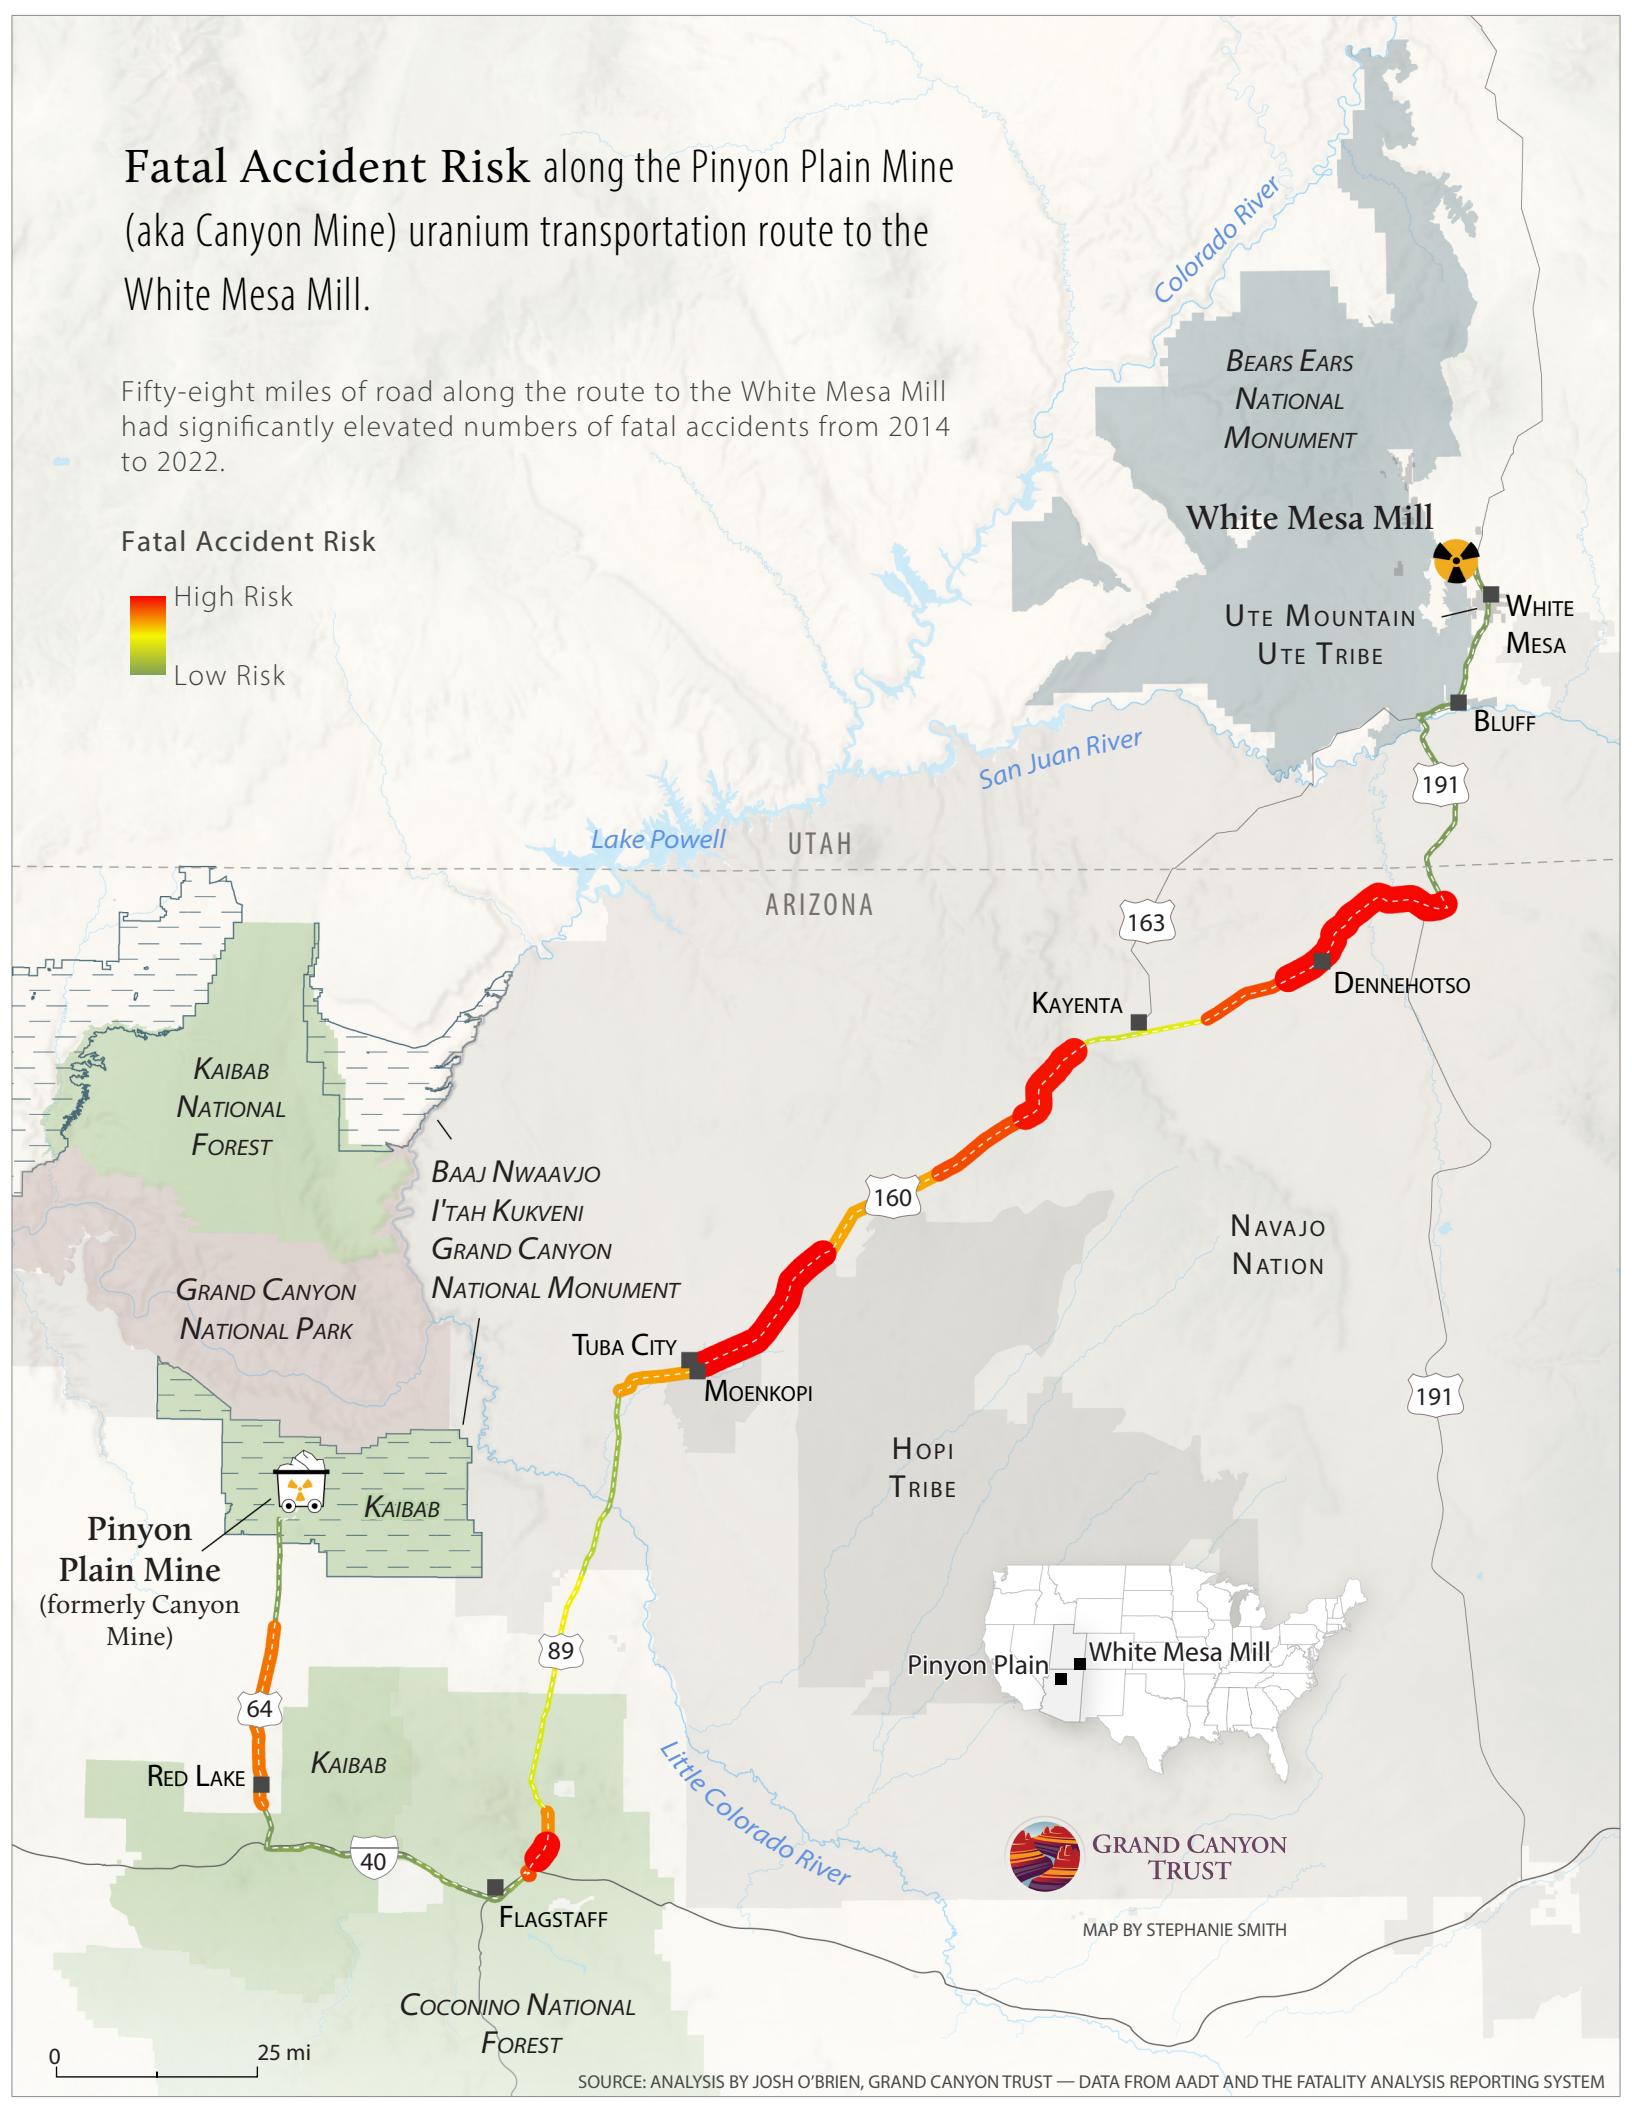 Fatal Accident Risk along the Pinyon Plain Mine
(aka Canyon Mine) uranium transportation route to the
White Mesa Mill.
Fifty-eight miles of road along the route to the White Mesa Mill
had significantly elevated numbers of fatal accidents from 2014
to 2022.
Fatal Accident Risk
High Risk
Low Risk
Colorado River
BEARS EARS
NATIONAL
MONUMENT
White Mesa Mill
WHITE
MESA
UTE MOUNTAIN
UTE TRIBE
BLUFF
San Juan River
191
Lake Powell
UTAH
ARIZONA
163
DENNEHOTSO
KAYENTA
KAIBAB
NATIONAL
FOREST
BAAJ NWAAVJO
I'TAH KUKVENI
GRAND CANYON
NATIONAL MONUMENT
160
NAVAJO
NATION
GRAND CANYON
NATIONAL PARK
TUBA CITY
MOENKOPI
191
HOPI
TRIBE
KAIBAB
Pinyon
Plain Mine
(formerly Canyon
Mine)
89
White Mesa Mill
Pinyon Plain
64
KAIBAB
RED LAKE
Little Colorado River
40
FLAGSTAFF
GRAND CANYON
TRUST
MAP BY STEPHANIE SMITH
COCONINO NATIONAL
FOREST
0 25 mi
SOURCE: ANALYSIS BY JOSH O'BRIEN, GRAND CANYON TRUST — DATA FROM AADT AND THE FATALITY ANALYSIS REPORTING SYSTEM